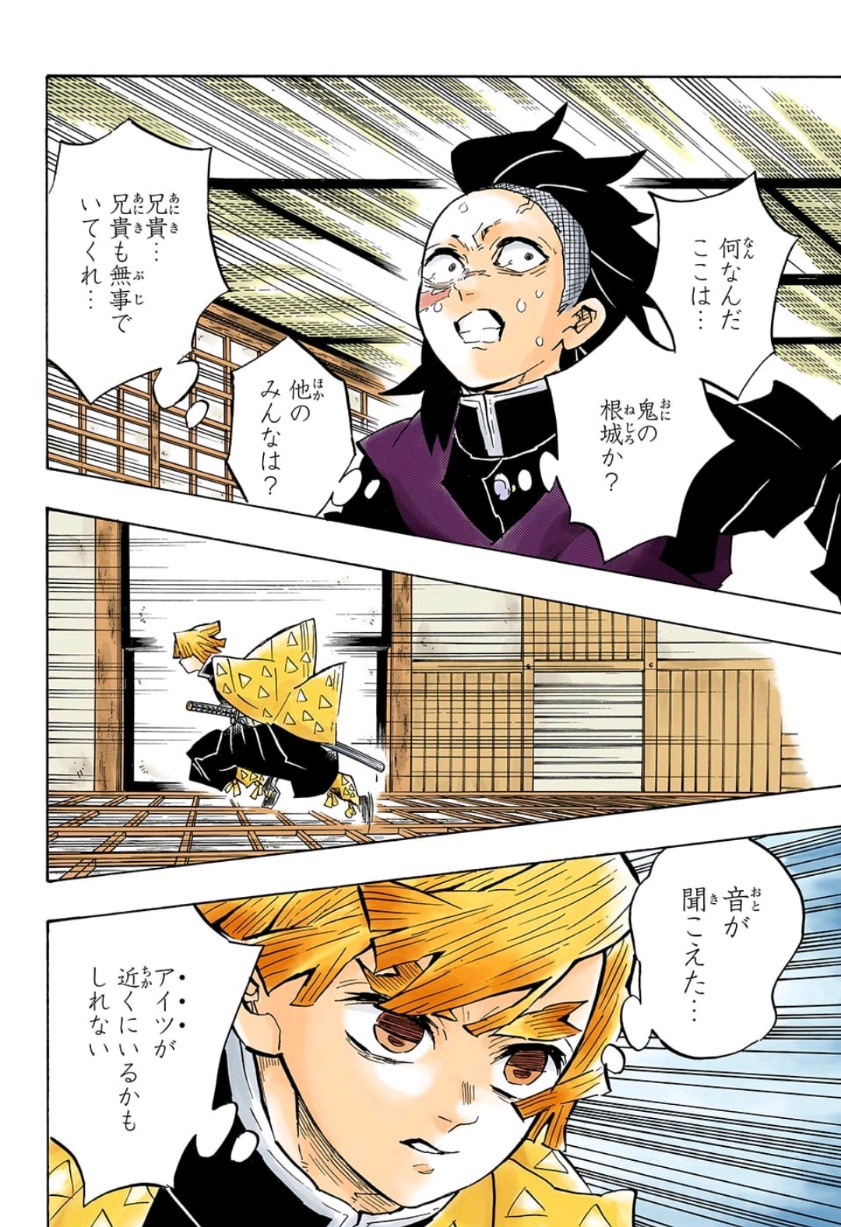 何なんだ
ここは…
鬼の
根城か？
他の
みんなは？
兄貴…
兄貴も無事で
いてくれ…
音が
聞こえた…
アイツが
近くにいるかも
しれない